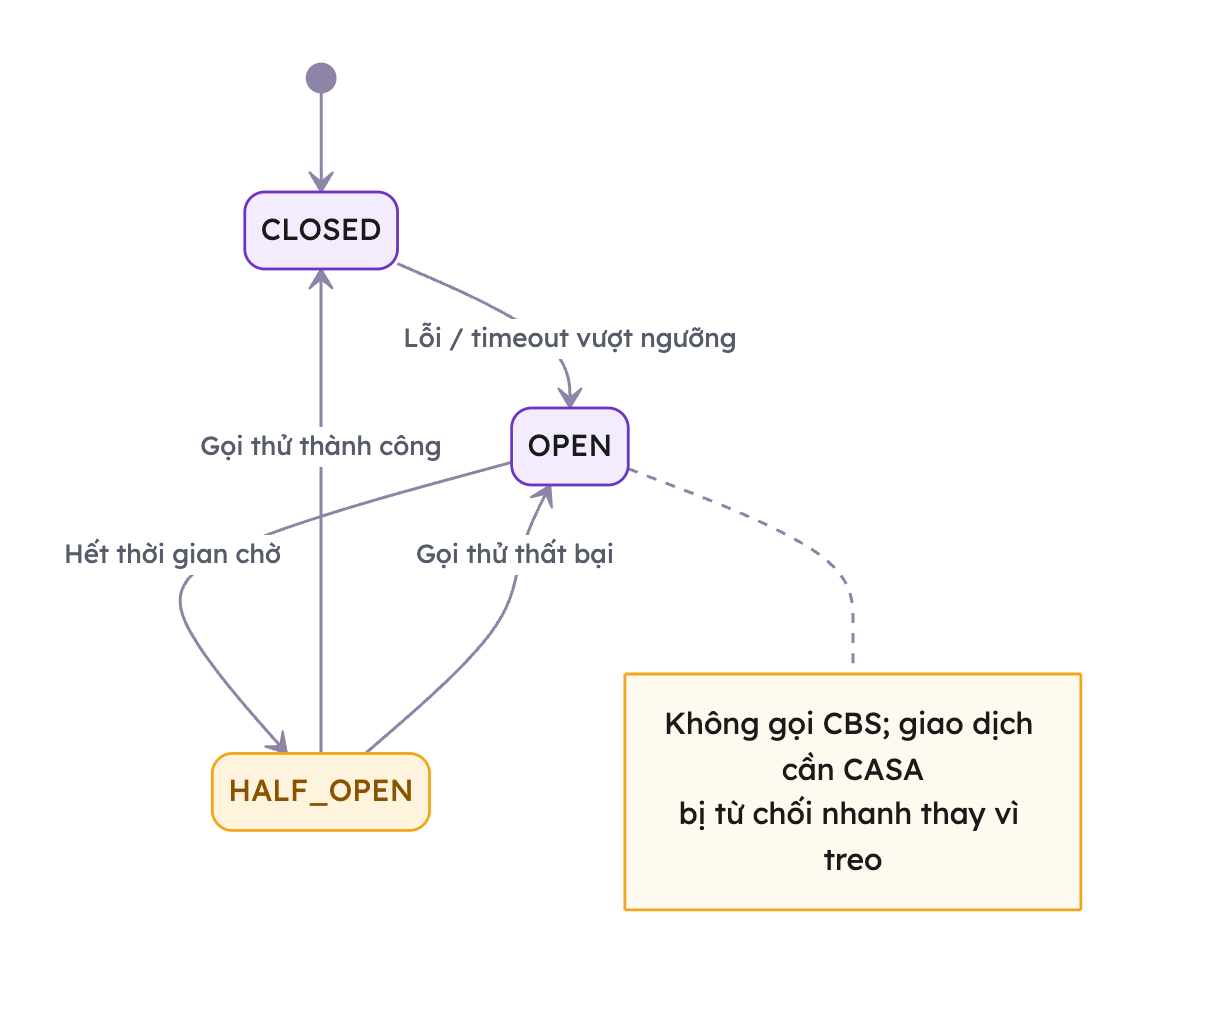 CLOSED
Lỗi / timeout vượt ngưỡng
Gọi thử thành công
OPEN
Hết thời gian chờ
Gọi thử thất bại
HALF_OPEN
Không gọi CBS; giao dịch
cần CASA
bị từ chối nhanh thay vì
treo